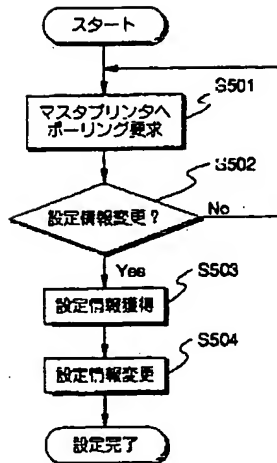 スタート
S501
マスタプリンタへ
ポーリング要求
S502
設定情報変更?
No
Yes
S503
設定情報獲得
S504
設定情報変更
設定完了